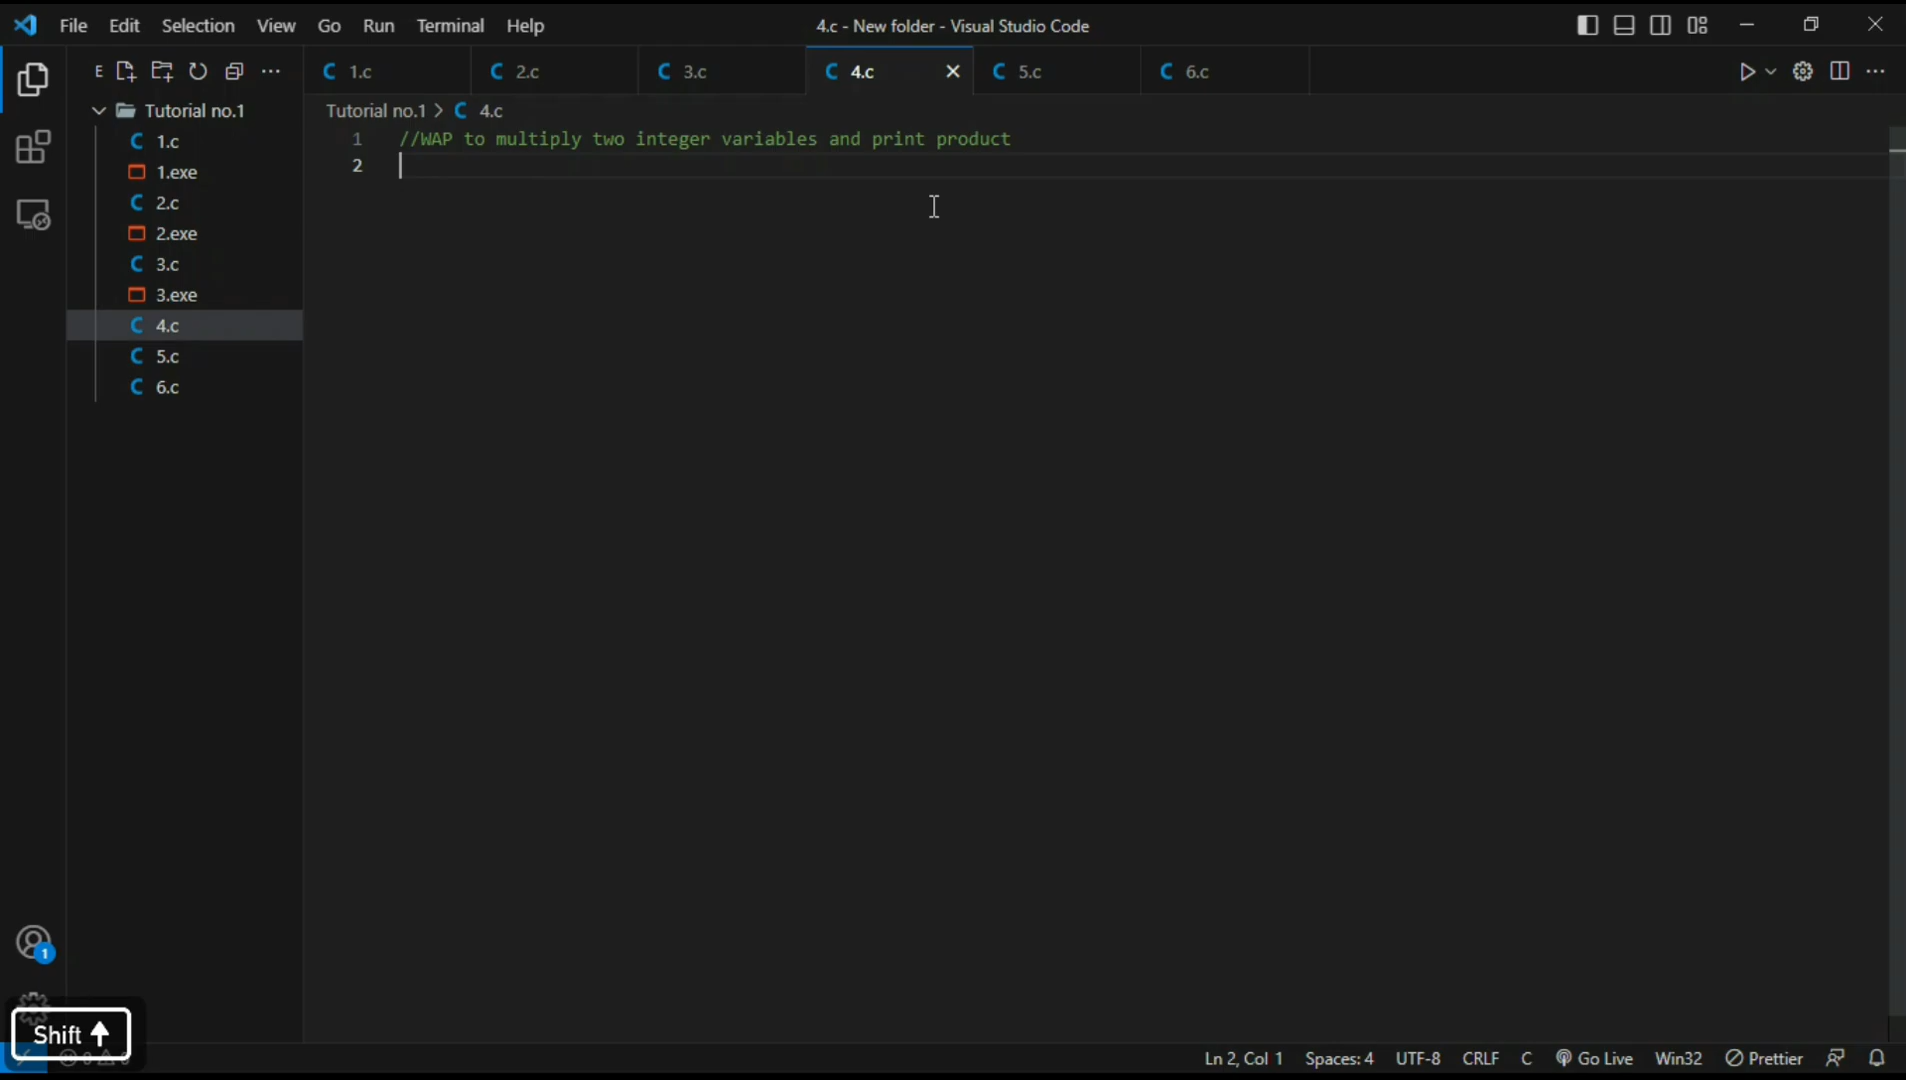 File Edit Selection View Go Run Terminal Help 4.c - New folder - Visual Studio Code
E 1.c 2.c 3.c 4.c 5.c 6.c
Tutorial no.1 Tutorial no.1 > 4.c
1.c 1 //WAP to multiply two integer variables and print product
2
1.exe
2.c
2.exe
3.c
3.exe
4.c
5.c
6.c
1
Shift
Ln 2, Col 1 Spaces: 4 UTF-8 CRLF C Go Live Win32 Prettier